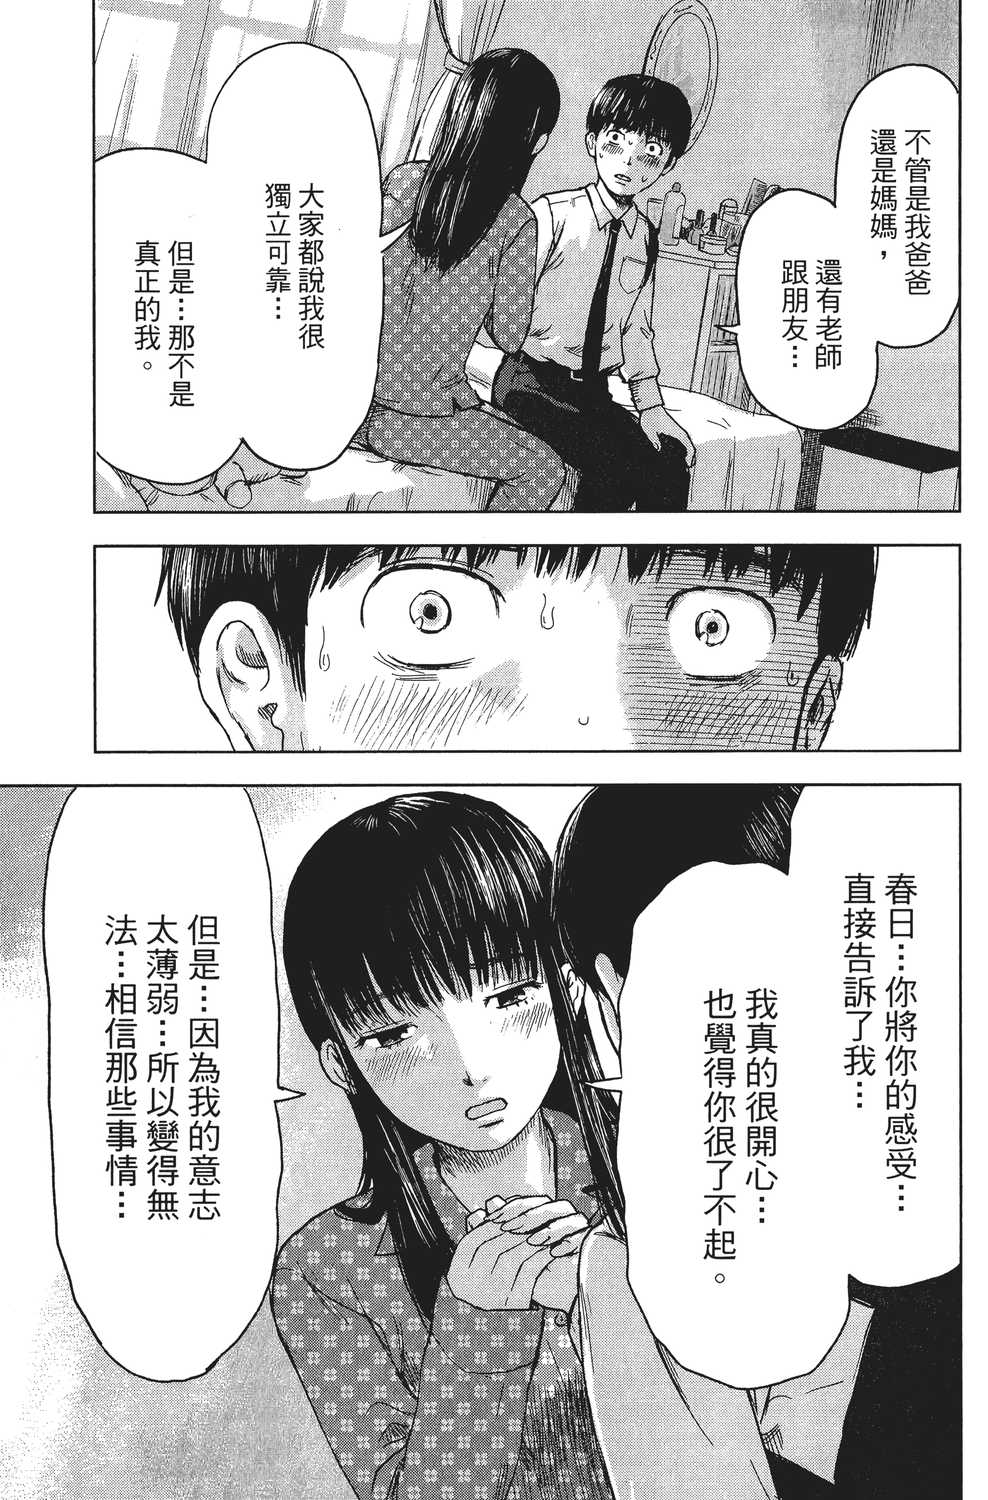 不管是我爸爸
還是媽媽，
還有老師
跟朋友…
大家都說我很
獨立可靠…
但是…那不是
真正的我。
春日…你將你的感受…
直接告訴了我…
我真的很開心…
也覺得你很了不起。
但是…因為我的意志
太薄弱…所以變得無
法…相信那些事情…